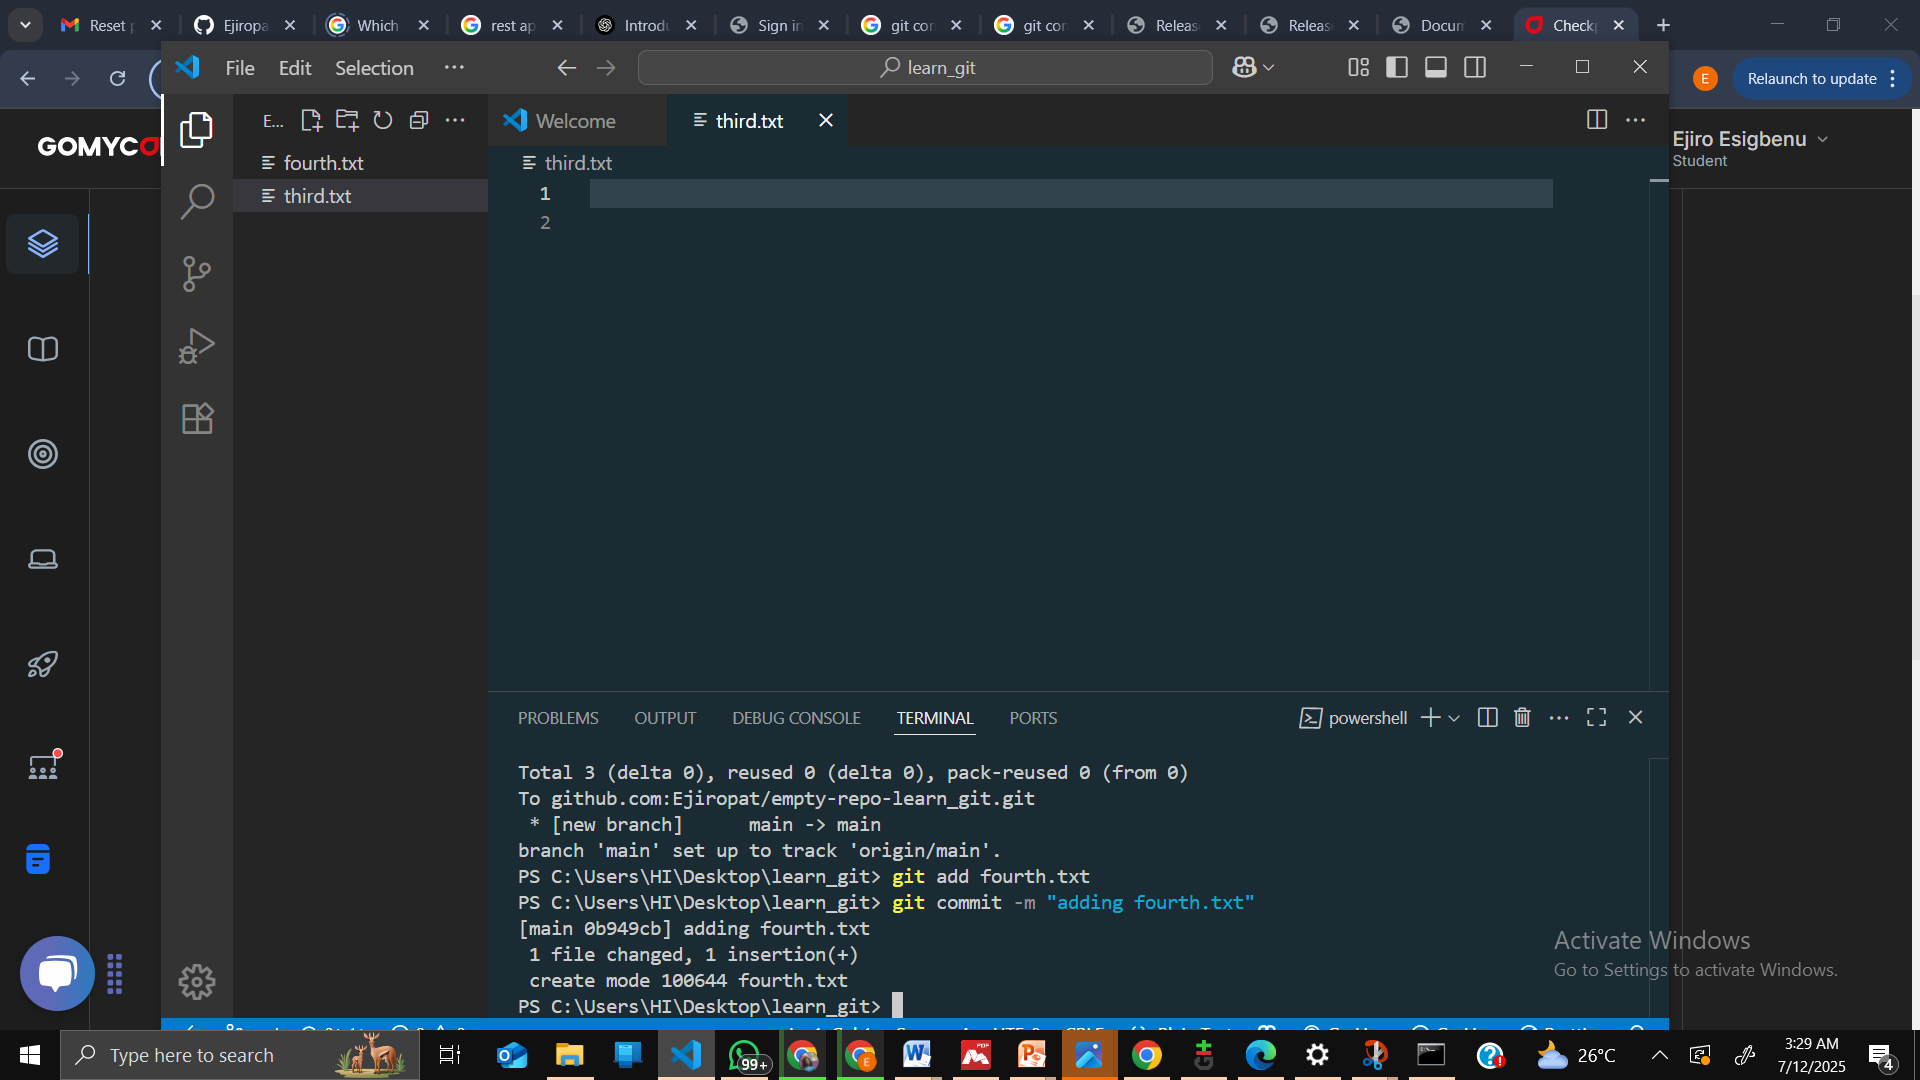 Reset p
Ejiropa
Which
rest ap
Introdu
Sign in
git con
git con
Releas
Releas
Docum
Checkp
File Edit Selection ...
learn_git
E
Relaunch to update
GOMYCO
E...
Welcome
third.txt
Ejiro Esigbenu
Student
fourth.txt
third.txt
third.txt
1
2
PROBLEMS OUTPUT DEBUG CONSOLE TERMINAL PORTS
powershell
Total 3 (delta 0), reused 0 (delta 0), pack-reused 0 (from 0)
To github.com:Ejiropat/empty-repo-learn_git.git
* [new branch] main -> main
branch 'main' set up to track 'origin/main'.
PS C:\Users\HI\Desktop\learn_git> git add fourth.txt
PS C:\Users\HI\Desktop\learn_git> git commit -m "adding fourth.txt"
[main 0b949cb] adding fourth.txt
1 file changed, 1 insertion(+)
create mode 100644 fourth.txt
PS C:\Users\HI\Desktop\learn_git>
Activate Windows
Go to Settings to activate Windows.
Type here to search
99+
26°C
3:29 AM
7/12/2025
4